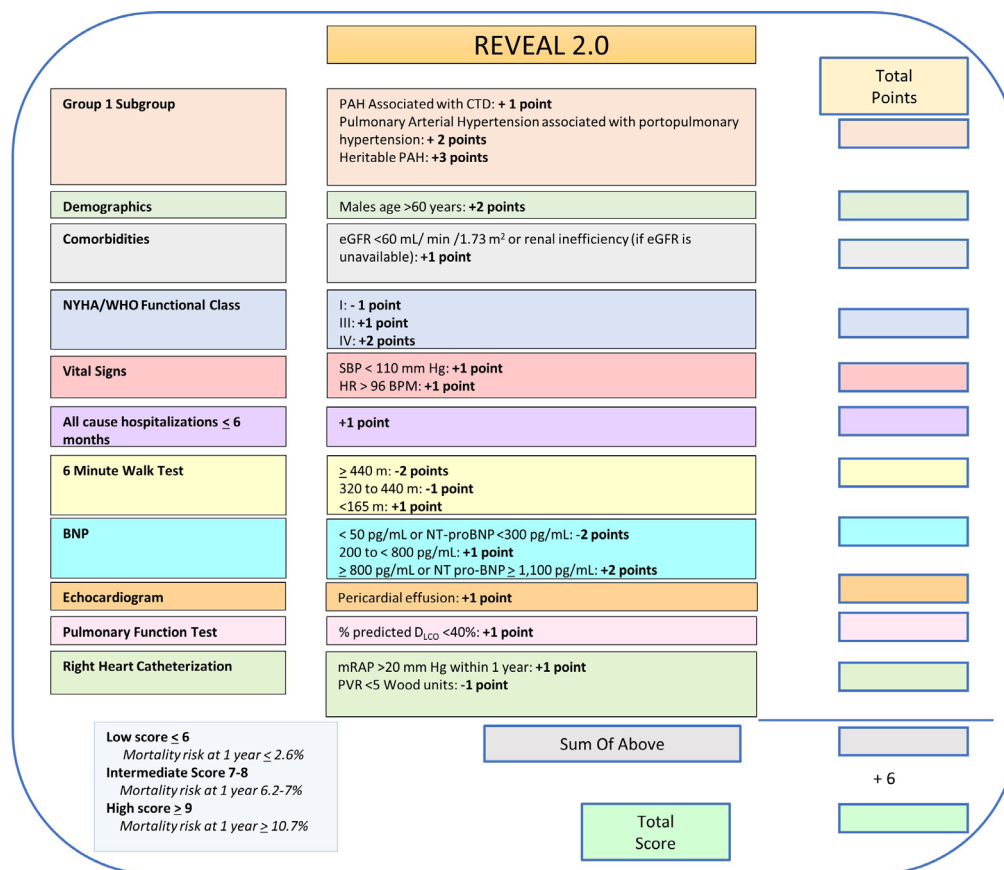 REVEAL 2.0
Total
Points
Group 1 Subgroup
PAH Associated with CTD: + 1 point
Pulmonary Arterial Hypertension associated with portopulmonary
hypertension: + 2 points
Heritable PAH: +3 points
Demographics
Males age >60 years: +2 points
Comorbidities
eGFR <60 mL/ min /1.73 m² or renal inefficiency (if eGFR is
unavailable): +1 point
NYHA/WHO Functional Class
I: - 1 point
III: +1 point
IV: +2 points
Vital Signs
SBP < 110 mm Hg: +1 point
HR > 96 BPM: +1 point
All cause hospitalizations ≤ 6
months
+1 point
6 Minute Walk Test
≥ 440 m: -2 points
320 to 440 m: -1 point
<165 m: +1 point
BNP
< 50 pg/mL or NT-proBNP <300 pg/mL: -2 points
200 to < 800 pg/mL: +1 point
≥ 800 pg/mL or NT pro-BNP ≥ 1,100 pg/mL: +2 points
Echocardiogram
Pericardial effusion: +1 point
Pulmonary Function Test
% predicted DLCO <40%: +1 point
Right Heart Catheterization
mRAP >20 mm Hg within 1 year: +1 point
PVR <5 Wood units: -1 point
Low score ≤ 6
Mortality risk at 1 year ≤ 2.6%
Intermediate Score 7-8
Mortality risk at 1 year 6.2-7%
High score ≥ 9
Mortality risk at 1 year ≥ 10.7%
Sum Of Above
+ 6
Total
Score